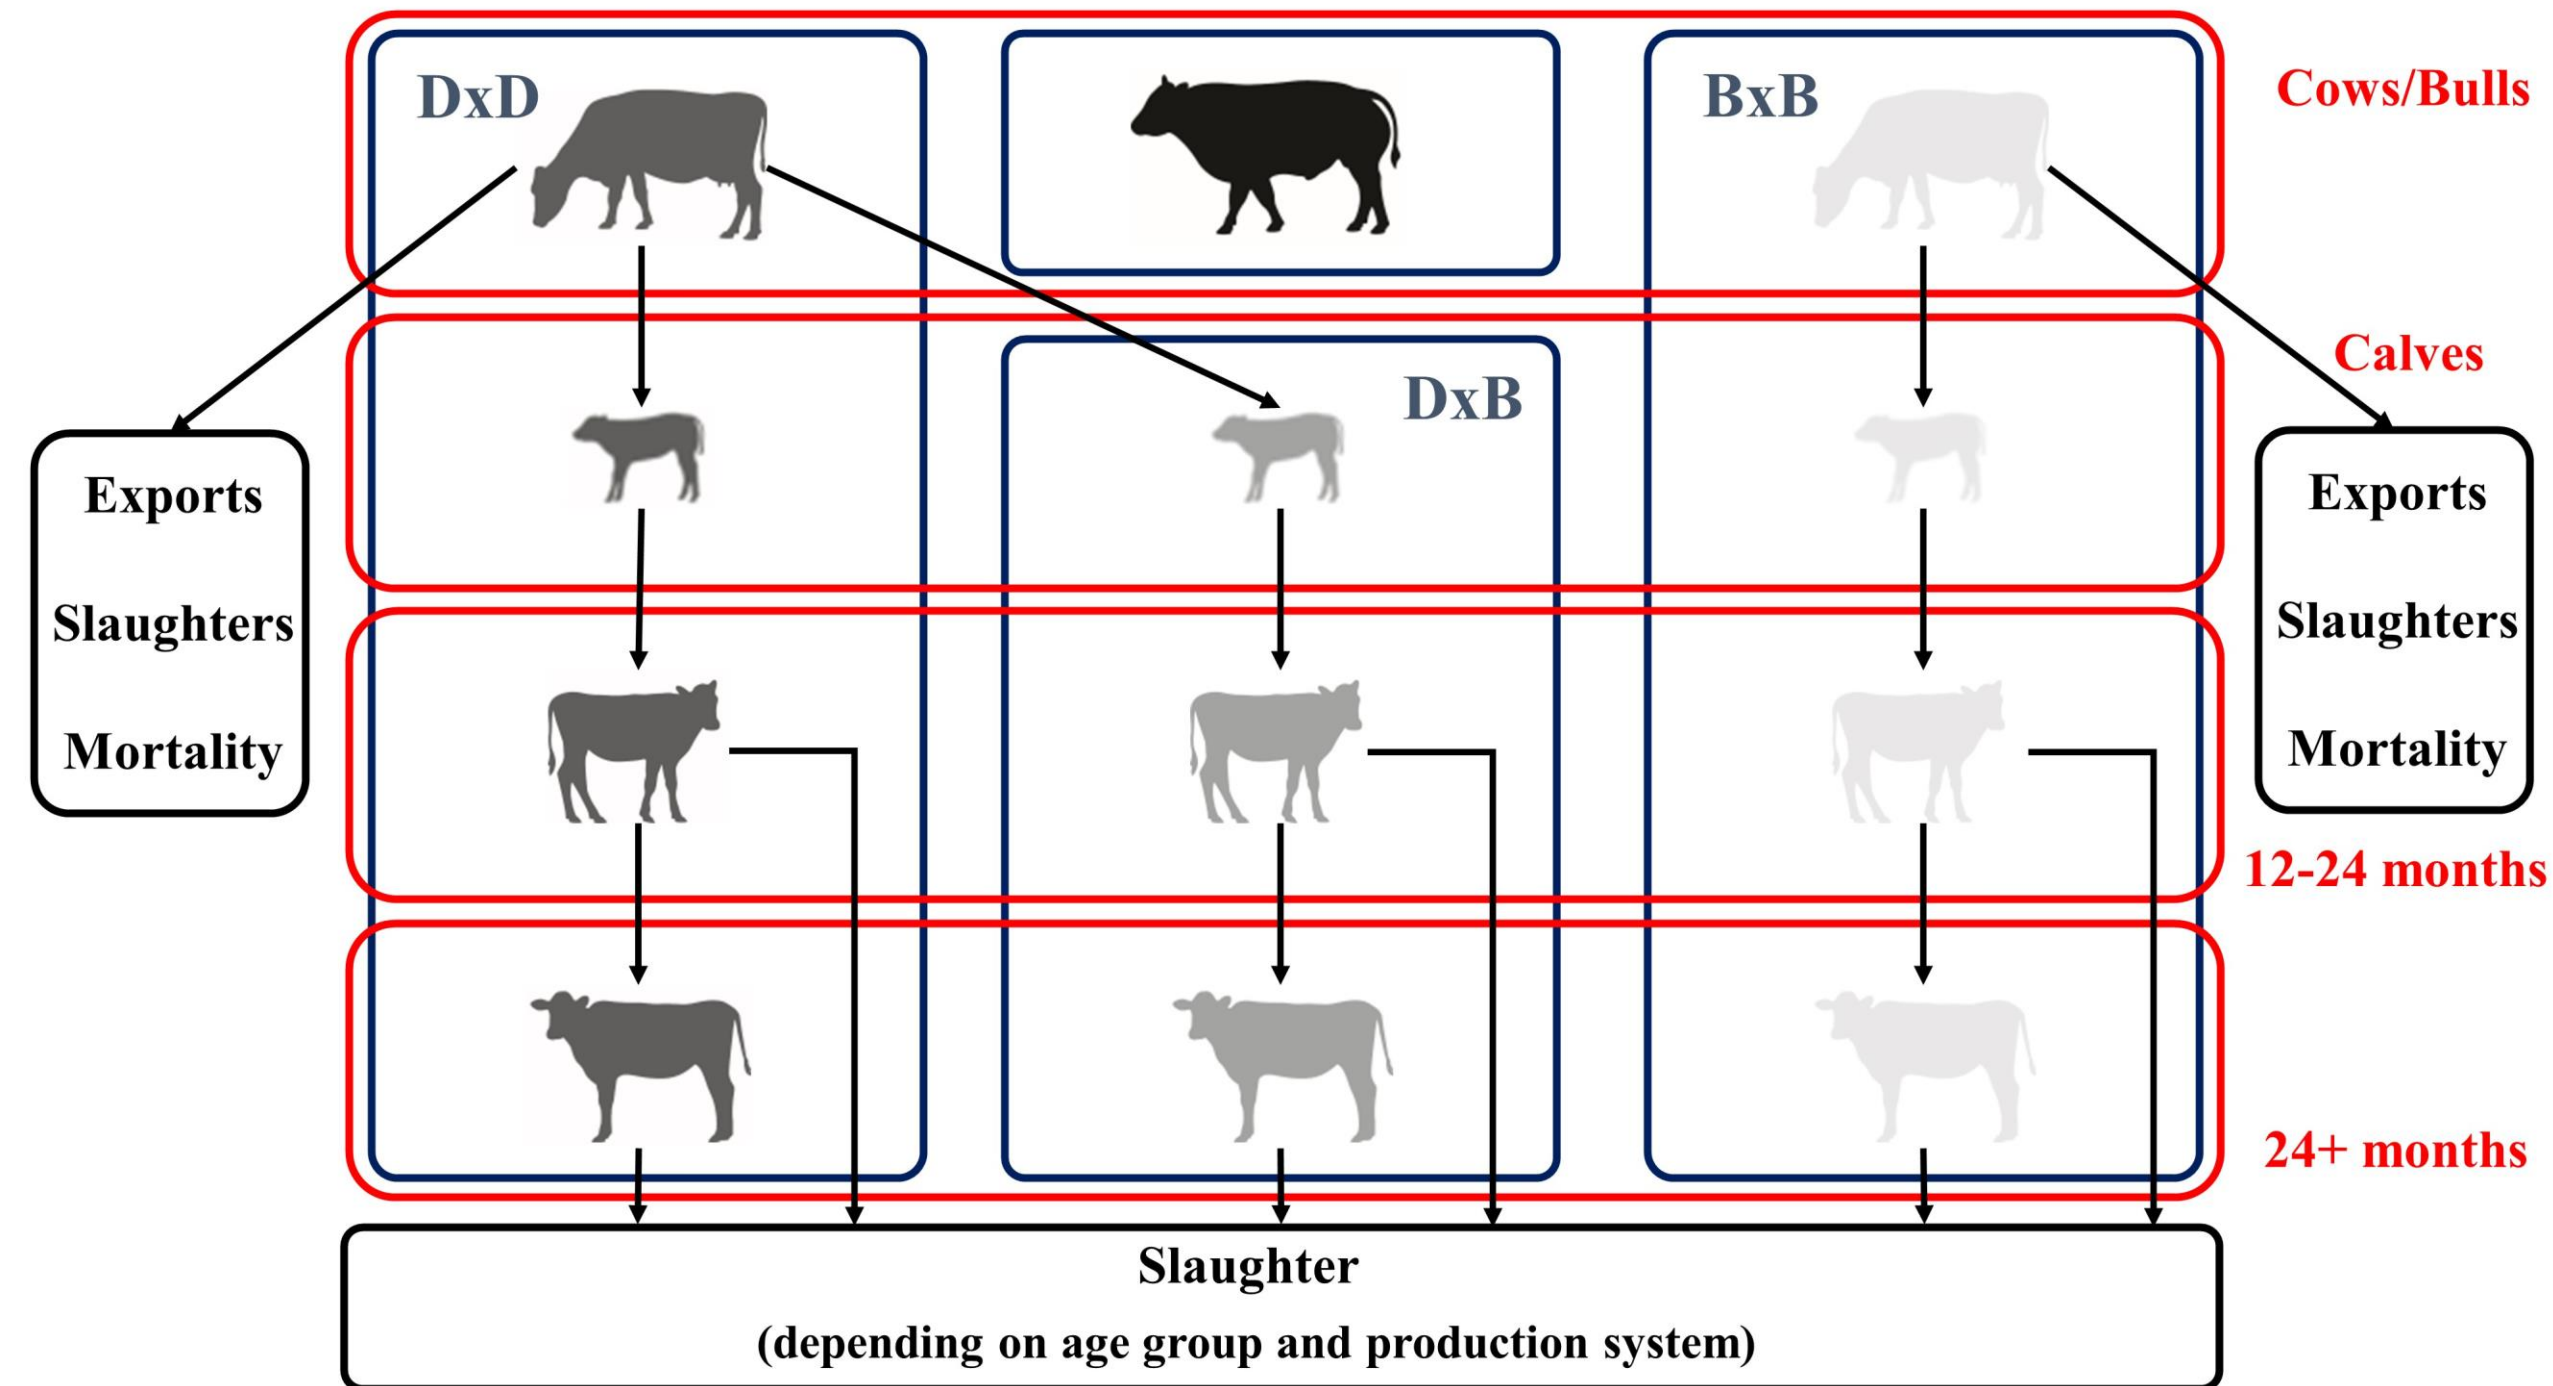 DxD
BxB
Cows/Bulls
Calves
DxB
Exports
Slaughters
Mortality
Exports
Slaughters
Mortality
12-24 months
24+ months
Slaughter
(depending on age group and production system)